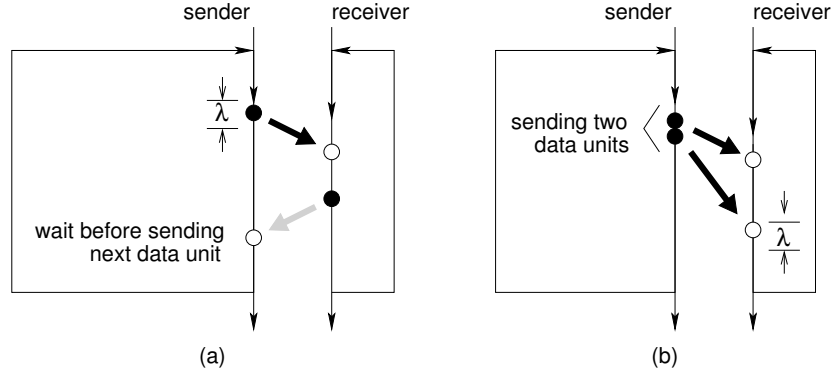 sender receiver
λ
wait before sending
next data unit
(a)
sender receiver
sending two
data units
λ
(b)